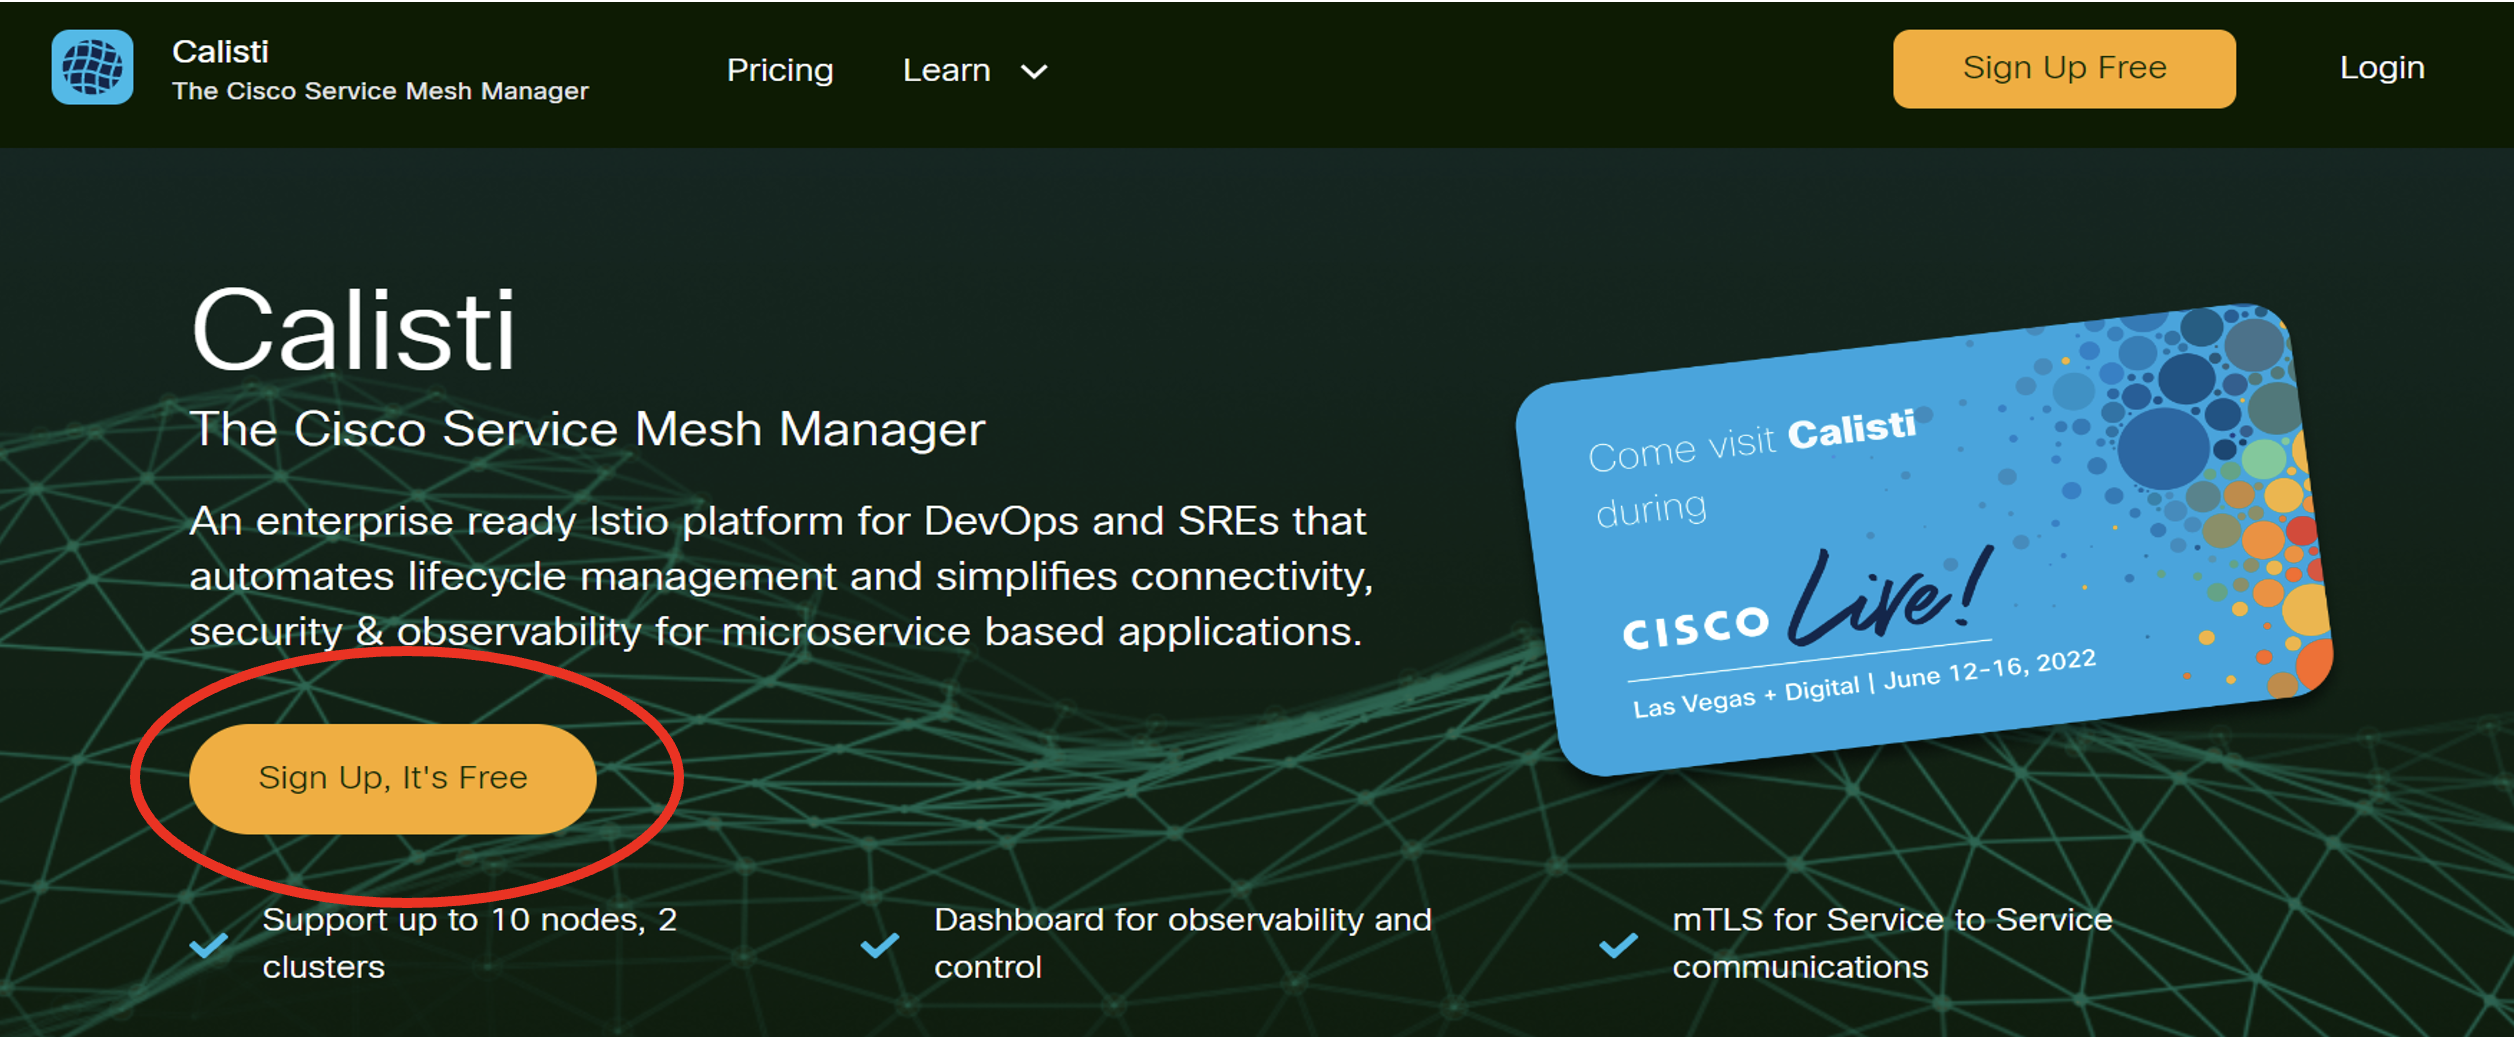 Calisti
The Cisco Service Mesh Manager
Pricing
Learn
Sign Up Free
Login
Calisti
The Cisco Service Mesh Manager
An enterprise ready Istio platform for DevOps and SREs that
automates lifecycle management and simplifies connectivity,
security & observability for microservice based applications.
Sign Up, It's Free
Come visit Calisti
during
CISCO Live!
Las Vegas + Digital | June 12-16, 2022
Support up to 10 nodes, 2
clusters
Dashboard for observability and
control
mTLS for Service to Service
communications